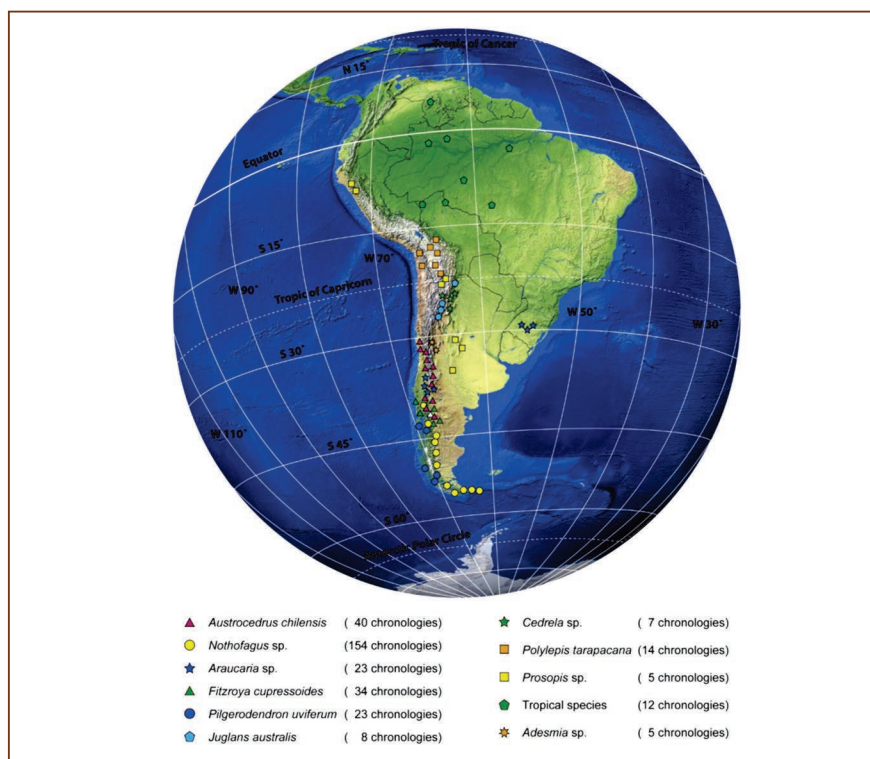 Tropic of Cancer
N 15°
Equator
S 15°
W 70°
W 90°
Tropic of Capricorn
W 50°
W 30°
S 30°
W 110°
S 45°
S 60°
Polar Circle
Austrocedrus chilensis ( 40 chronologies)
Nothofagus sp. (154 chronologies)
Araucaria sp. ( 23 chronologies)
Fitzroya cupressoides ( 34 chronologies)
Pilgerodendron uviferum ( 23 chronologies)
Juglans australis ( 8 chronologies)
Cedrela sp. ( 7 chronologies)
Polylepis tarapacana (14 chronologies)
Prosopis sp. ( 5 chronologies)
Tropical species (12 chronologies)
Adesmia sp. ( 5 chronologies)